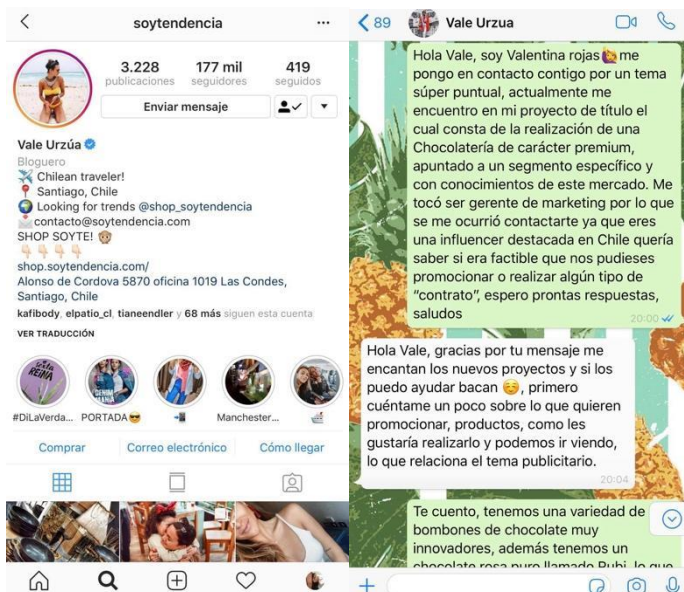 soytendencia
3.228 177 mil 419
publicaciones seguidores seguidos
Enviar mensaje
Vale Urzúa
Bloguero
Chilean traveler!
Santiago, Chile
Looking for trends @shop_soytendencia
contacto@soytendencia.com
SHOP SOYTE!
shop.soytendencia.com/
Alonso de Cordova 5870 oficina 1019 Las Condes,
Santiago, Chile
kafibody, elpatio_cl, tianeendler y 68 más siguen esta cuenta
VER TRADUCCIÓN
#DiLaVerda... PORTADA Manchester...
Comprar Correo electrónico Cómo llegar
89 Vale Urzua
Hola Vale, soy Valentina rojas me
pongo en contacto contigo por un tema
súper puntual, actualmente me
encuentro en mi proyecto de título el
cual consta de la realización de una
Chocolatería de carácter premium,
apuntado a un segmento específico y
con conocimientos de este mercado. Me
tocó ser gerente de marketing por lo que
se me ocurrió contactarte ya que eres
una influencer destacada en Chile quería
saber si era factible que nos pudieses
promocionar o realizar algún tipo de
“contrato”, espero prontas respuestas,
saludos
20:00
Hola Vale, gracias por tu mensaje me
encantan los nuevos proyectos y si los
puedo ayudar bacan, primero
cuéntame un poco sobre lo que quieren
promocionar, productos, como les
gustaría realizarlo y podemos ir viendo,
lo que relaciona el tema publicitario.
20:04
Te cuento, tenemos una variedad de
bombones de chocolate muy
innovadores, además tenemos un
chocolate rosa puro llamado Rubi, lo que